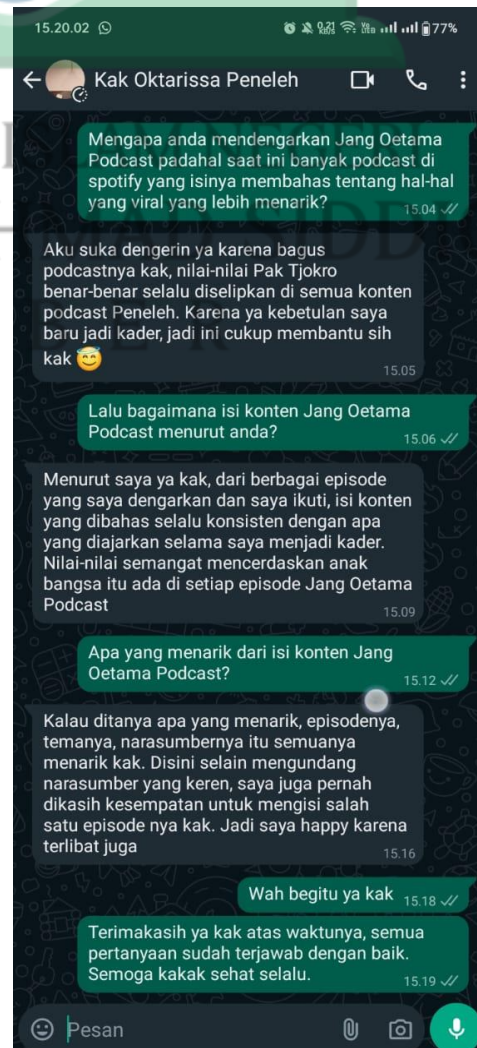 15.20.02
77%
Kak Oktarissa Peneleh
Mengapa anda mendengarkan Jang Oetama
Podcast padahal saat ini banyak podcast di
spotify yang isinya membahas tentang hal-hal
yang viral yang lebih menarik?
15.04
Aku suka dengerin ya karena bagus
podcastnya kak, nilai-nilai Pak Tjokro
benar-benar selalu diselipkan di semua konten
podcast Peneleh. Karena ya kebetulan saya
baru jadi kader, jadi ini cukup membantu sih
kak 😇
15.05
Lalu bagaimana isi konten Jang Oetama
Podcast menurut anda?
15.06
Menurut saya ya kak, dari berbagai episode
yang saya dengarkan dan saya ikuti, isi konten
yang dibahas selalu konsisten dengan apa
yang diajarkan selama saya menjadi kader.
Nilai-nilai semangat mencerdaskan anak
bangsa itu ada di setiap episode Jang Oetama
Podcast
15.09
Apa yang menarik dari isi konten Jang
Oetama Podcast?
15.12
Kalau ditanya apa yang menarik, episodenya,
temanya, narasumbernya itu semuanya
menarik kak. Disini selain mengundang
narasumber yang keren, saya juga pernah
dikasih kesempatan untuk mengisi salah
satu episode nya kak. Jadi saya happy karena
terlibat juga
15.16
Wah begitu ya kak
15.18
Terimakasih ya kak atas waktunya, semua
pertanyaan sudah terjawab dengan baik.
Semoga kakak sehat selalu.
15.19
Pesan